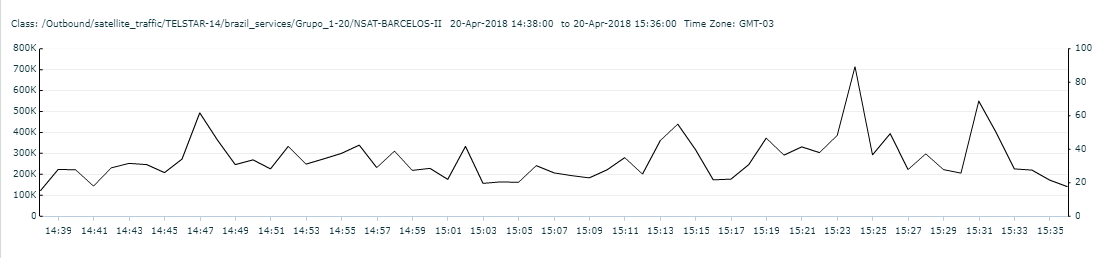 Class: /Outbound/satellite_traffic/TELSTAR-14/brazil_services/Grupo_1-20/NSAT-BARCELOS-II 20-Apr-2018 14:38:00 to 20-Apr-2018 15:36:00 Time Zone: GMT-03
800K 100
700K
80
600K
500K 60
400K
40
300K
200K 20
100K
0 0
14:39 14:41 14:43 14:45 14:47 14:49 14:51 14:53 14:55 14:57 14:59 15:01 15:03 15:05 15:07 15:09 15:11 15:13 15:15 15:17 15:19 15:21 15:23 15:25 15:27 15:29 15:31 15:33 15:35